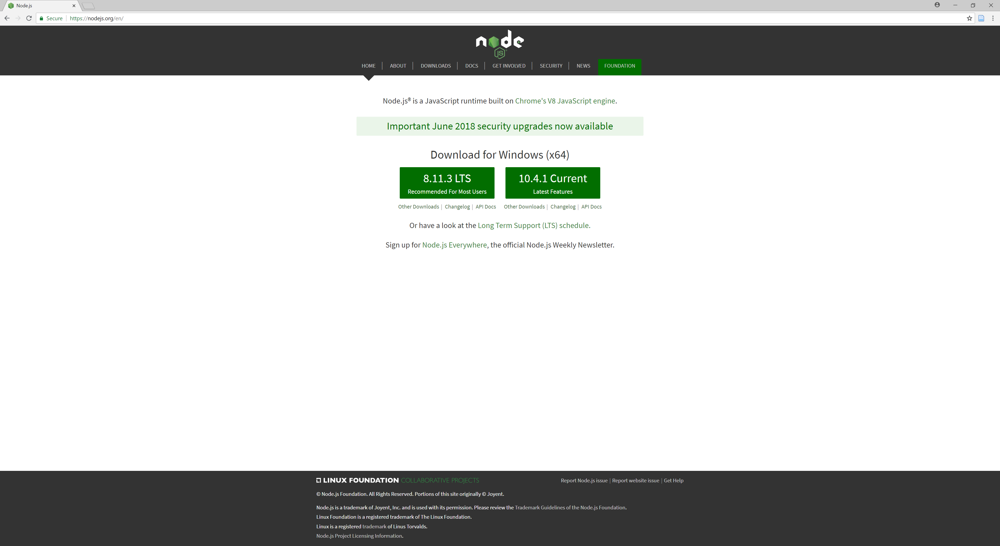 Node.js
Secure https://nodejs.org/en/
node
JS
HOME ABOUT DOWNLOADS DOCS GET INVOLVED SECURITY NEWS FOUNDATION
Node.js® is a JavaScript runtime built on Chrome's V8 JavaScript engine.
Important June 2018 security upgrades now available
Download for Windows (x64)
8.11.3 LTS
Recommended For Most Users
10.4.1 Current
Latest Features
Other Downloads | Changelog | API Docs
Other Downloads | Changelog | API Docs
Or have a look at the Long Term Support (LTS) schedule.
Sign up for Node.js Everywhere, the official Node.js Weekly Newsletter.
LINUX FOUNDATION COLLABORATIVE PROJECTS
Report Node.js issue | Report website issue | Get Help
© Node.js Foundation. All Rights Reserved. Portions of this site originally © Joyent.
Node.js is a trademark of Joyent, Inc. and is used with its permission. Please review the Trademark Guidelines of the Node.js Foundation.
Linux Foundation is a registered trademark of The Linux Foundation.
Linux is a registered trademark of Linus Torvalds.
Node.js Project Licensing Information.